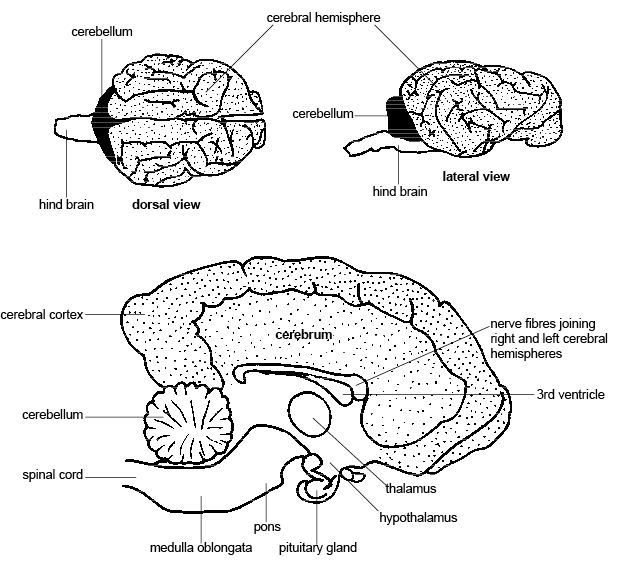 cerebral hemisphere
cerebellum
cerebellum
hind brain
dorsal view
lateral view
hind brain
cerebral cortex
cerebrum
nerve fibres joining
right and left cerebral
hemispheres
3rd ventricle
cerebellum
spinal cord
thalamus
hypothalamus
pons
medulla oblongata
pituitary gland